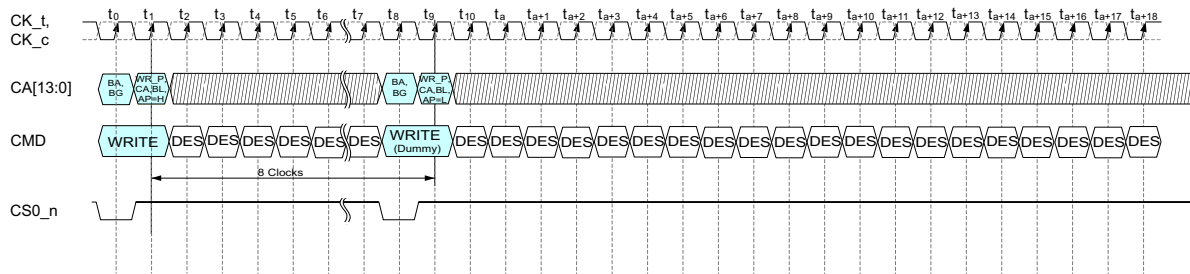 CK_t,
CK_c
t0 t1 t2 t3 t4 t5 t6 t7 t8 t9 t10 ta ta+1 ta+2 ta+3 ta+4 ta+5 ta+6 ta+7 ta+8 ta+9 ta+10 ta+11 ta+12 ta+13 ta+14 ta+15 ta+16 ta+17 ta+18
CA[13:0]
BA,
BG
WR_P,
CA,BL,
AP=H
BA,
BG
WR_P,
CA,BL,
AP=L
CMD
WRITE DES DES DES DES DES DES WRITE
(Dummy)
DES DES DES DES DES DES DES DES DES DES DES DES DES DES DES DES DES DES DES DES
8 Clocks
CS0_n